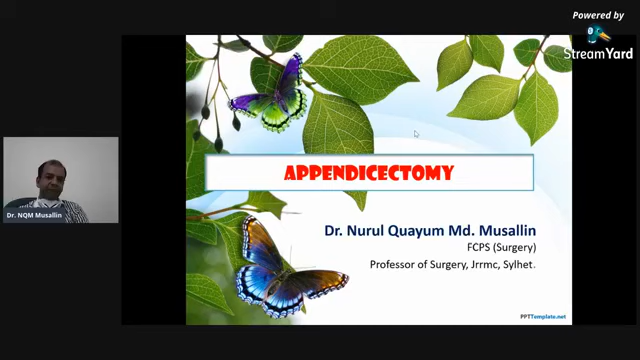 Powered by
StreamYard
APPENDICECTOMY
Dr. Nurul Quayum Md. Musallin
FCPS (Surgery)
Professor of Surgery, Jrrmc, Sylhet.
Dr. NQM Musallin
PPTTemplate.net